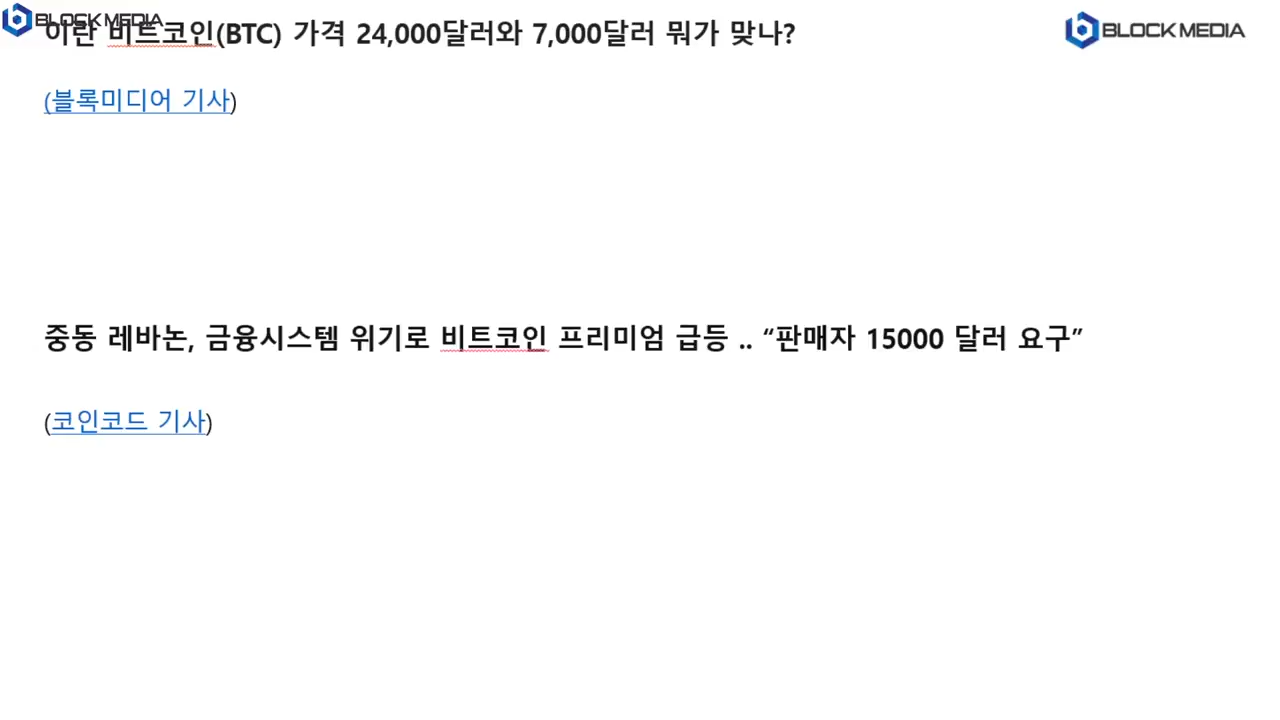 BLOCK MEDIA
BLOCK MEDIA
이란 비트코인(BTC) 가격 24,000달러와 7,000달러 뭐가 맞나?
(블록미디어 기사)
중동 레바논, 금융시스템 위기로 비트코인 프리미엄 급등 .. “판매자 15000 달러 요구”
(코인코드 기사)